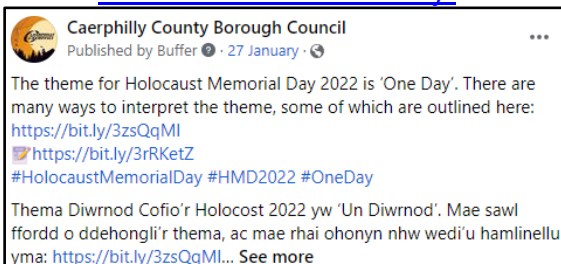 Caerphilly County Borough Council
Published by Buffer · 27 January ·
The theme for Holocaust Memorial Day 2022 is 'One Day'. There are
many ways to interpret the theme, some of which are outlined here:
https://bit.ly/3zsQqMI
📝https://bit.ly/3rRKetZ
#HolocaustMemorialDay #HMD2022 #OneDay
Thema Diwrnod Cofio'r Holocost 2022 yw 'Un Diwrnod'. Mae sawl
ffordd o ddehongli'r thema, ac mae rhai ohonyn nhw wedi'u hamlinellu
yma: https://bit.ly/3zsQqMI... See more